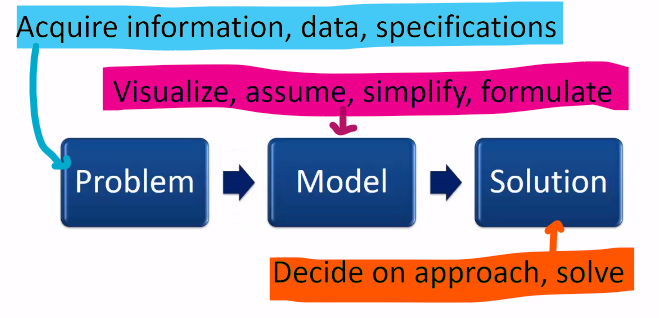 Acquire information, data, specifications
Visualize, assume, simplify, formulate
Problem
Model
Solution
Decide on approach, solve